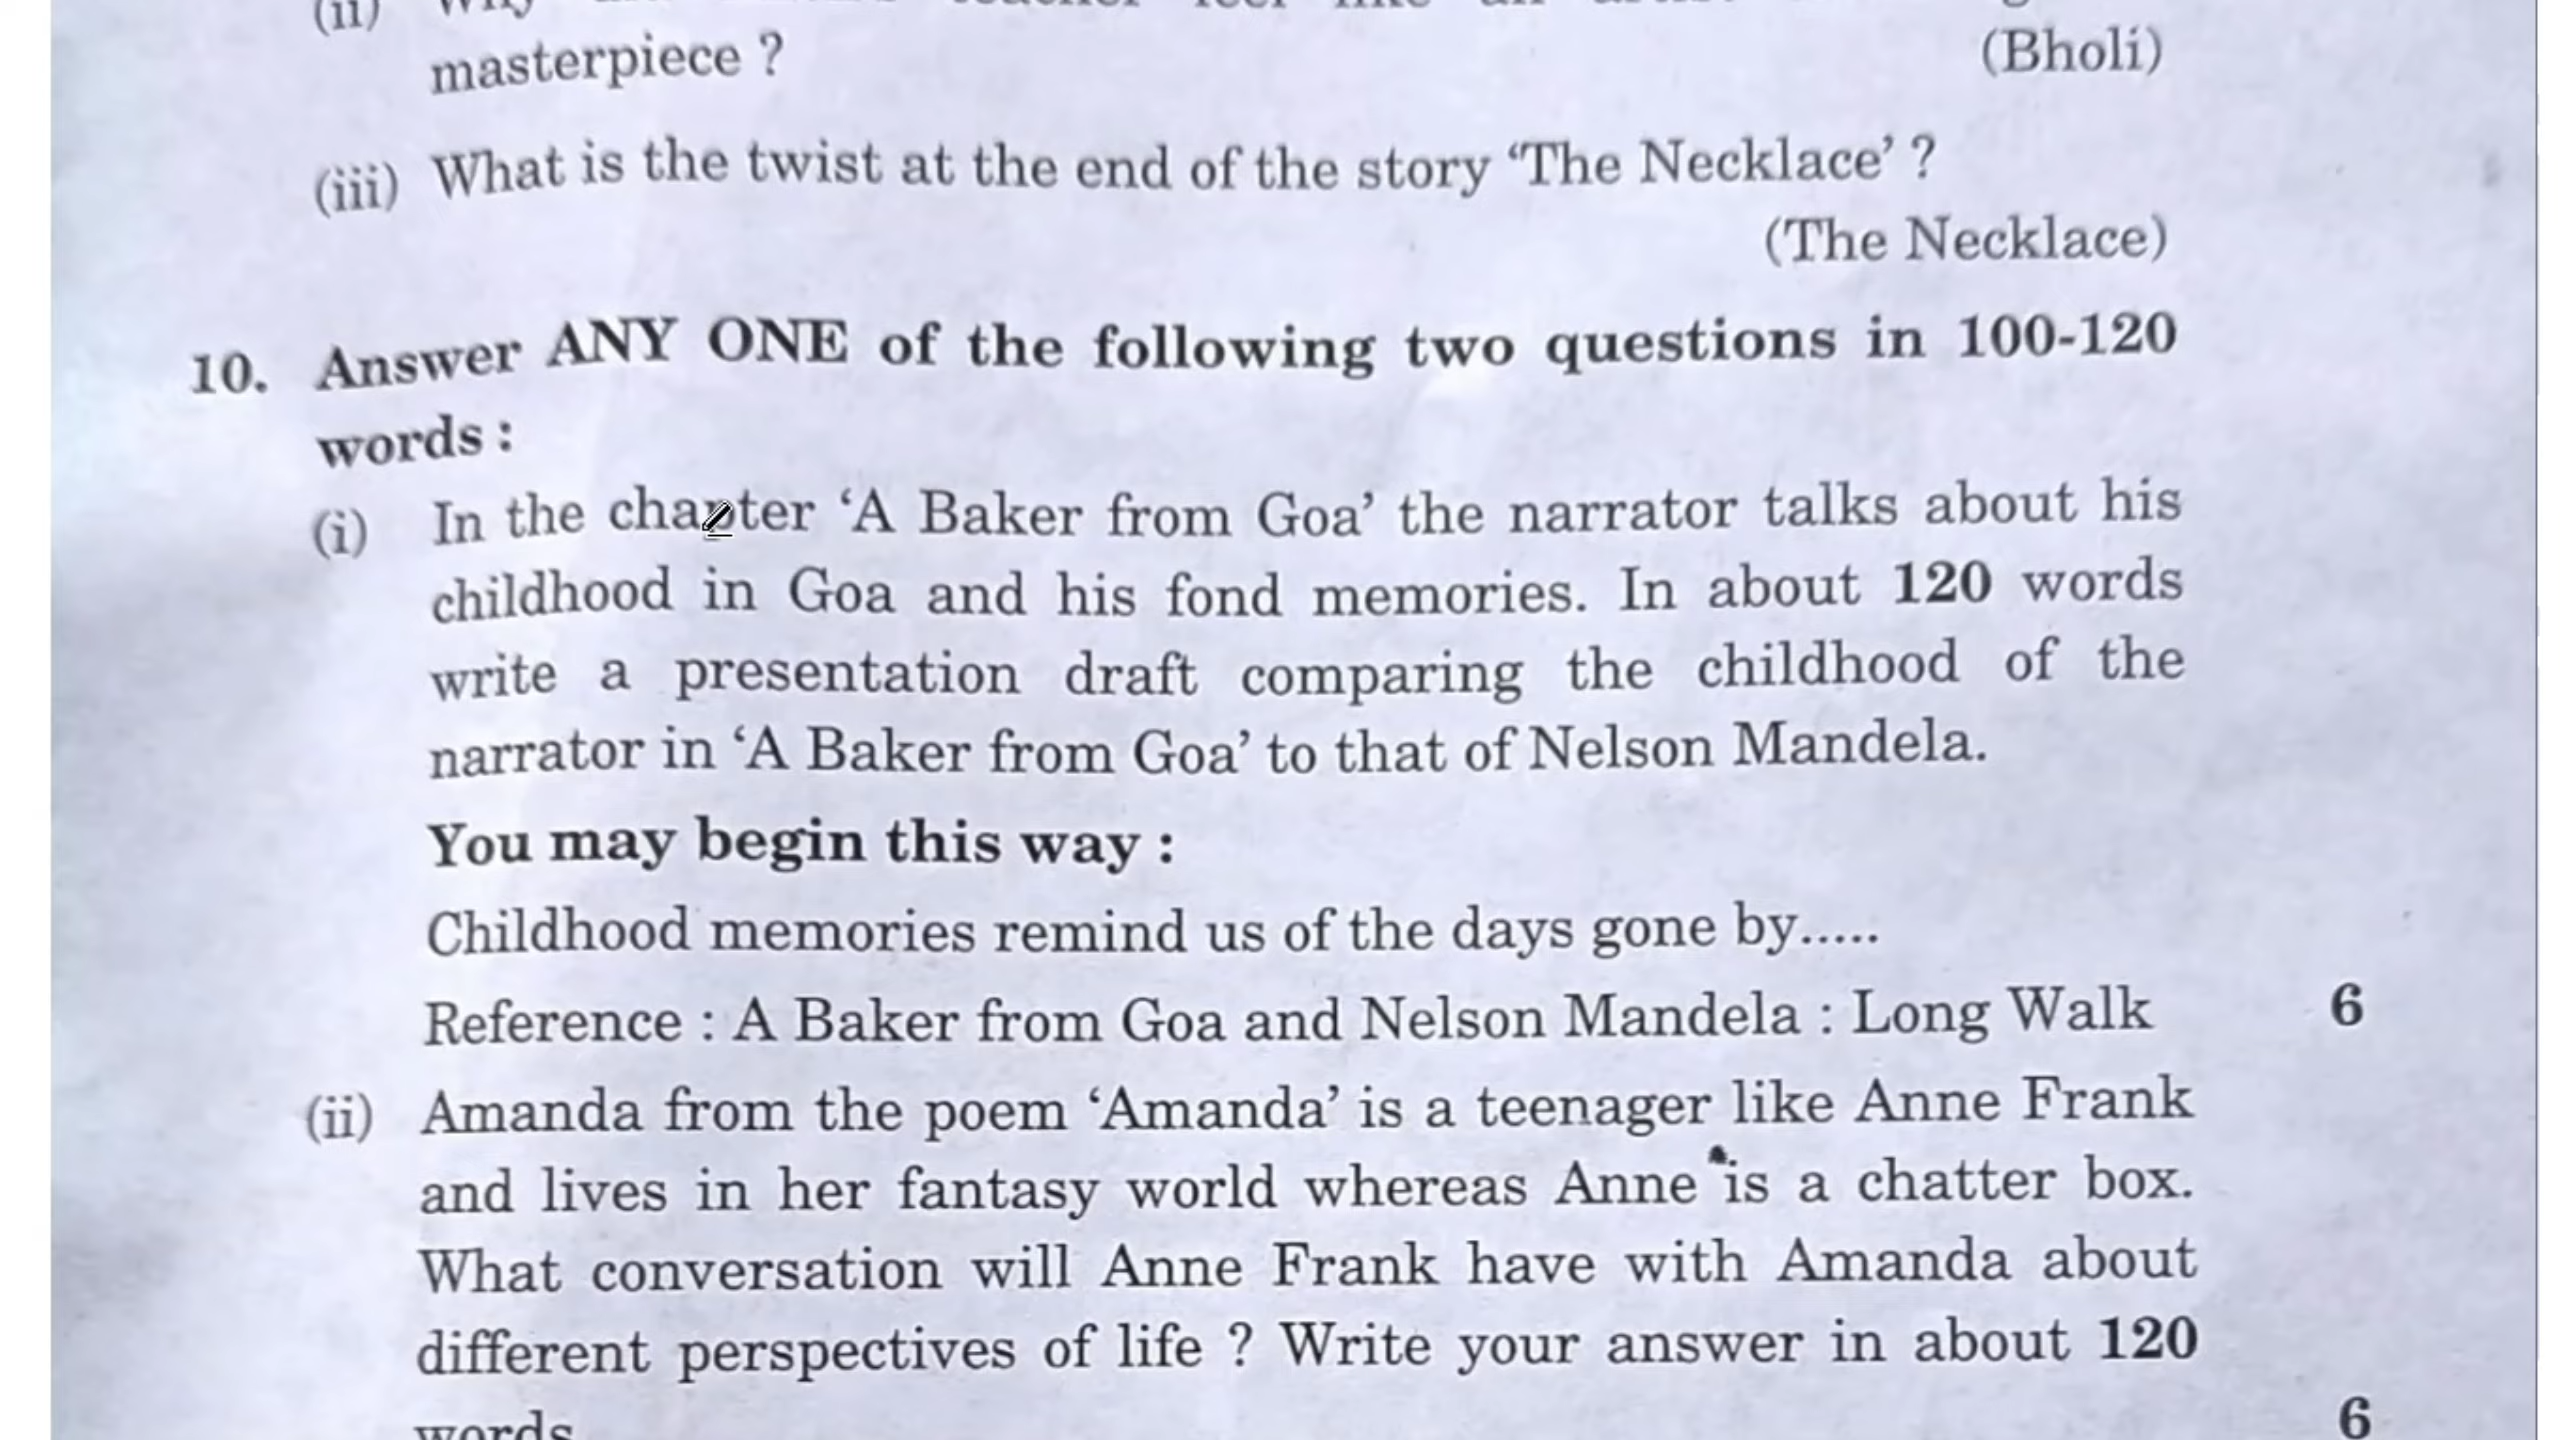 (ii)
masterpiece ? (Bholi)
(iii) What is the twist at the end of the story ‘The Necklace’ ?
(The Necklace)
10. Answer ANY ONE of the following two questions in 100-120
words :
(i) In the chapter ‘A Baker from Goa’ the narrator talks about his
childhood in Goa and his fond memories. In about 120 words
write a presentation draft comparing the childhood of the
narrator in ‘A Baker from Goa’ to that of Nelson Mandela.
You may begin this way :
Childhood memories remind us of the days gone by.....
Reference : A Baker from Goa and Nelson Mandela : Long Walk 6
(ii) Amanda from the poem ‘Amanda’ is a teenager like Anne Frank
and lives in her fantasy world whereas Anne is a chatter box.
What conversation will Anne Frank have with Amanda about
different perspectives of life ? Write your answer in about 120
words. 6